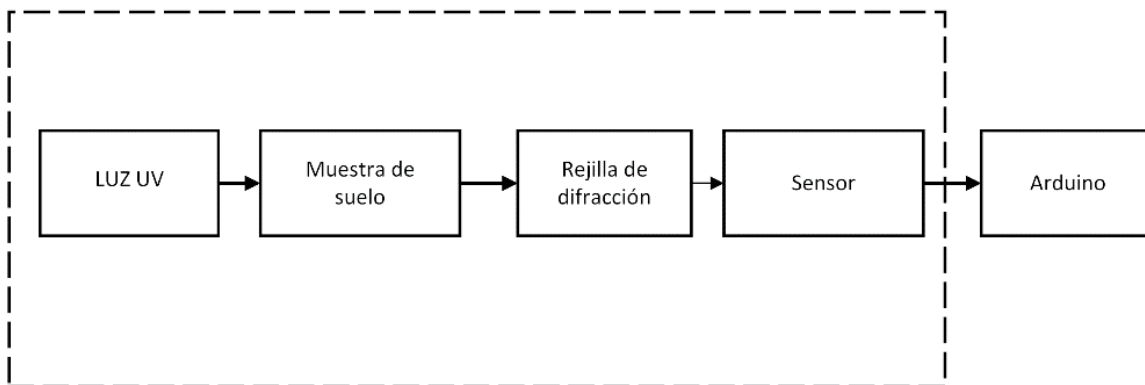 LUZ UV
Muestra de
suelo
Rejilla de
difracción
Sensor
Arduino